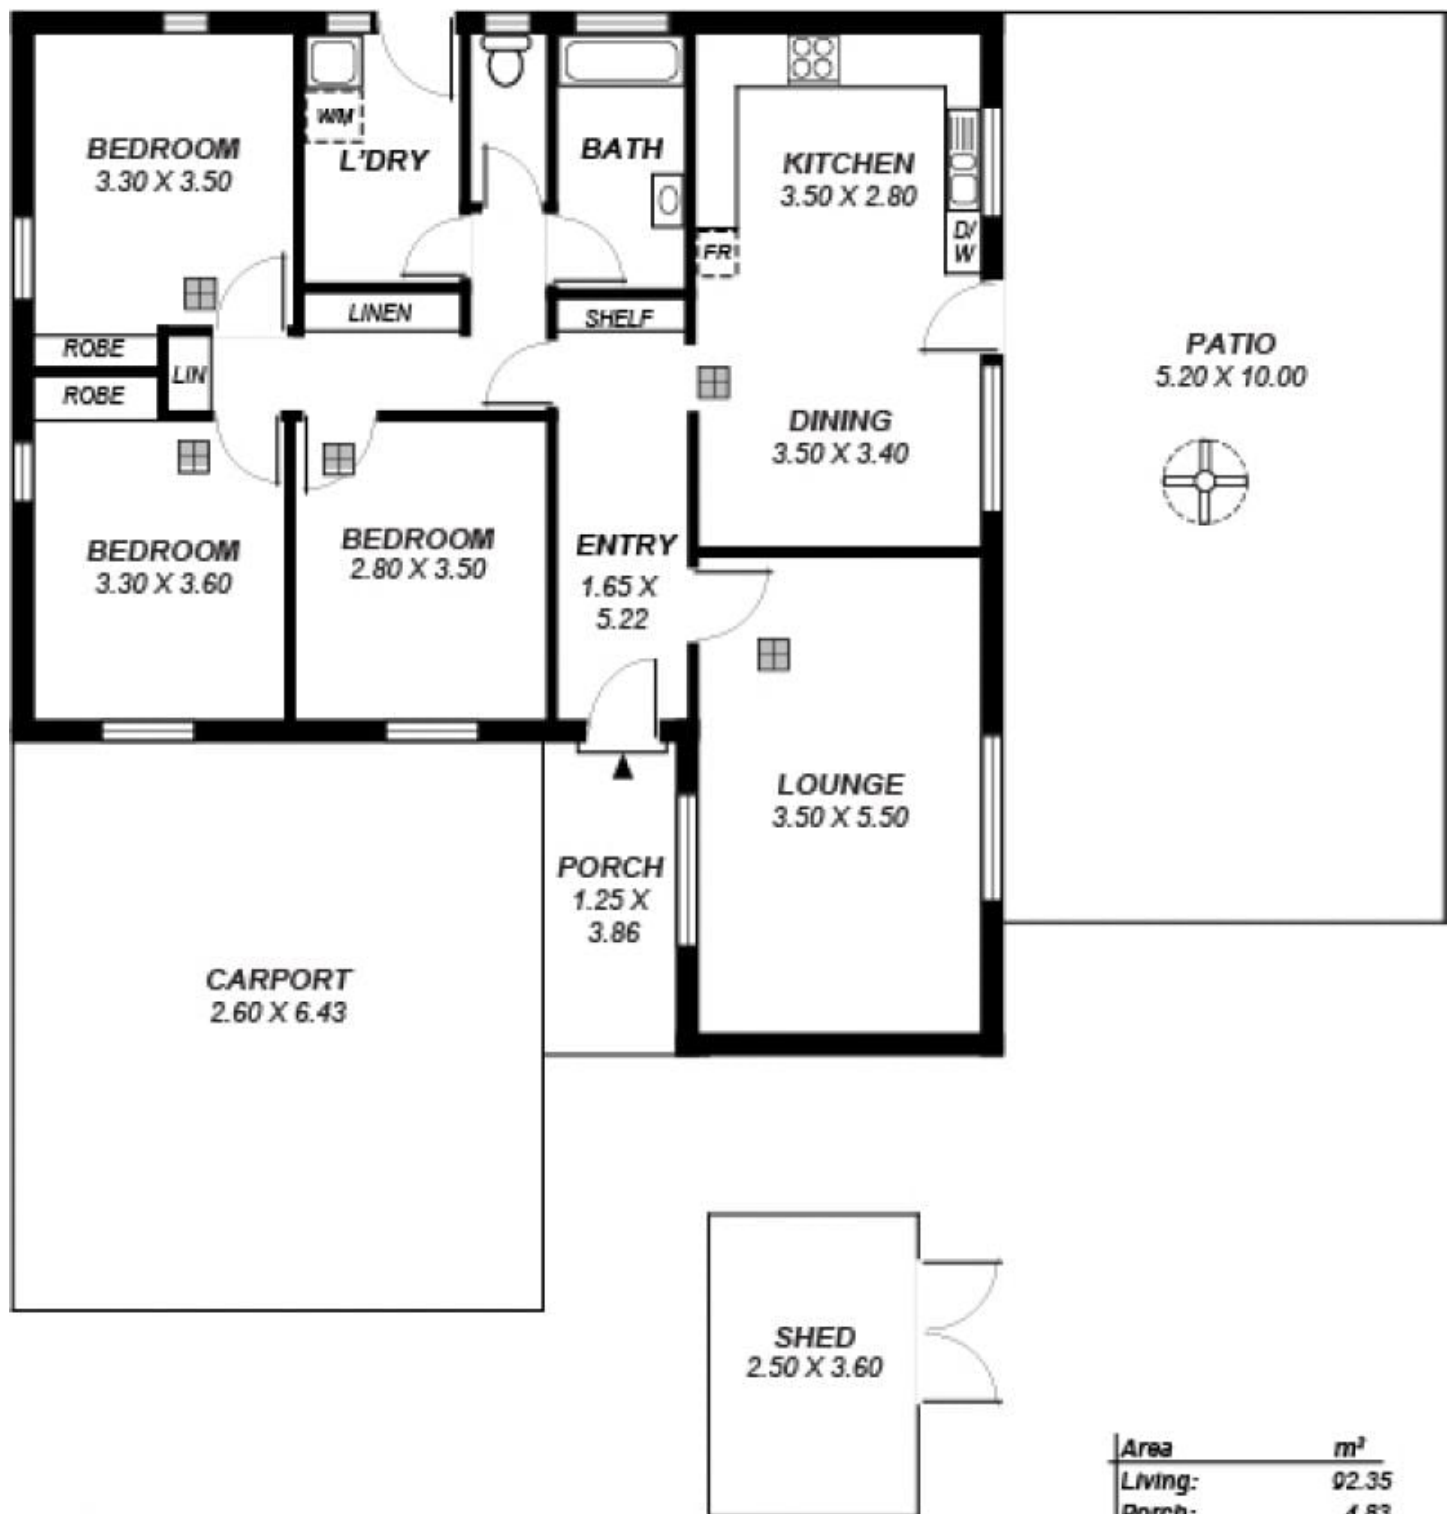 BEDROOM
3.30 X 3.50
WM
L'DRY
BATH
KITCHEN
3.50 X 2.80
FR
D/
W
LINEN
SHELF
ROBE
LIN
ROBE
PATIO
5.20 X 10.00
DINING
3.50 X 3.40
BEDROOM
3.30 X 3.60
BEDROOM
2.80 X 3.50
ENTRY
1.65 X
5.22
LOUNGE
3.50 X 5.50
PORCH
1.25 X
3.86
CARPORT
2.60 X 6.43
SHED
2.50 X 3.60
Area m²
Living: 92.35
Porch: 4.83